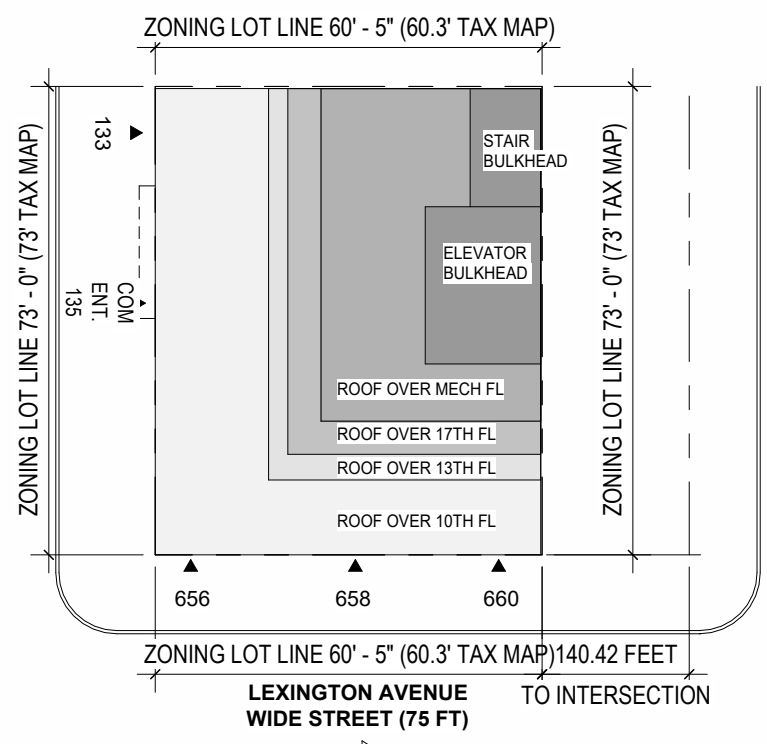 ZONING LOT LINE 60' - 5" (60.3' TAX MAP)
ZONING LOT LINE 73' - 0" (73' TAX MAP)
133
COM
ENT.
135
STAIR
BULKHEAD
ELEVATOR
BULKHEAD
ROOF OVER MECH FL
ROOF OVER 17TH FL
ROOF OVER 13TH FL
ROOF OVER 10TH FL
ZONING LOT LINE 73' - 0" (73' TAX MAP)
656
658
660
ZONING LOT LINE 60' - 5" (60.3' TAX MAP)
140.42 FEET
TO INTERSECTION
LEXINGTON AVENUE
WIDE STREET (75 FT)